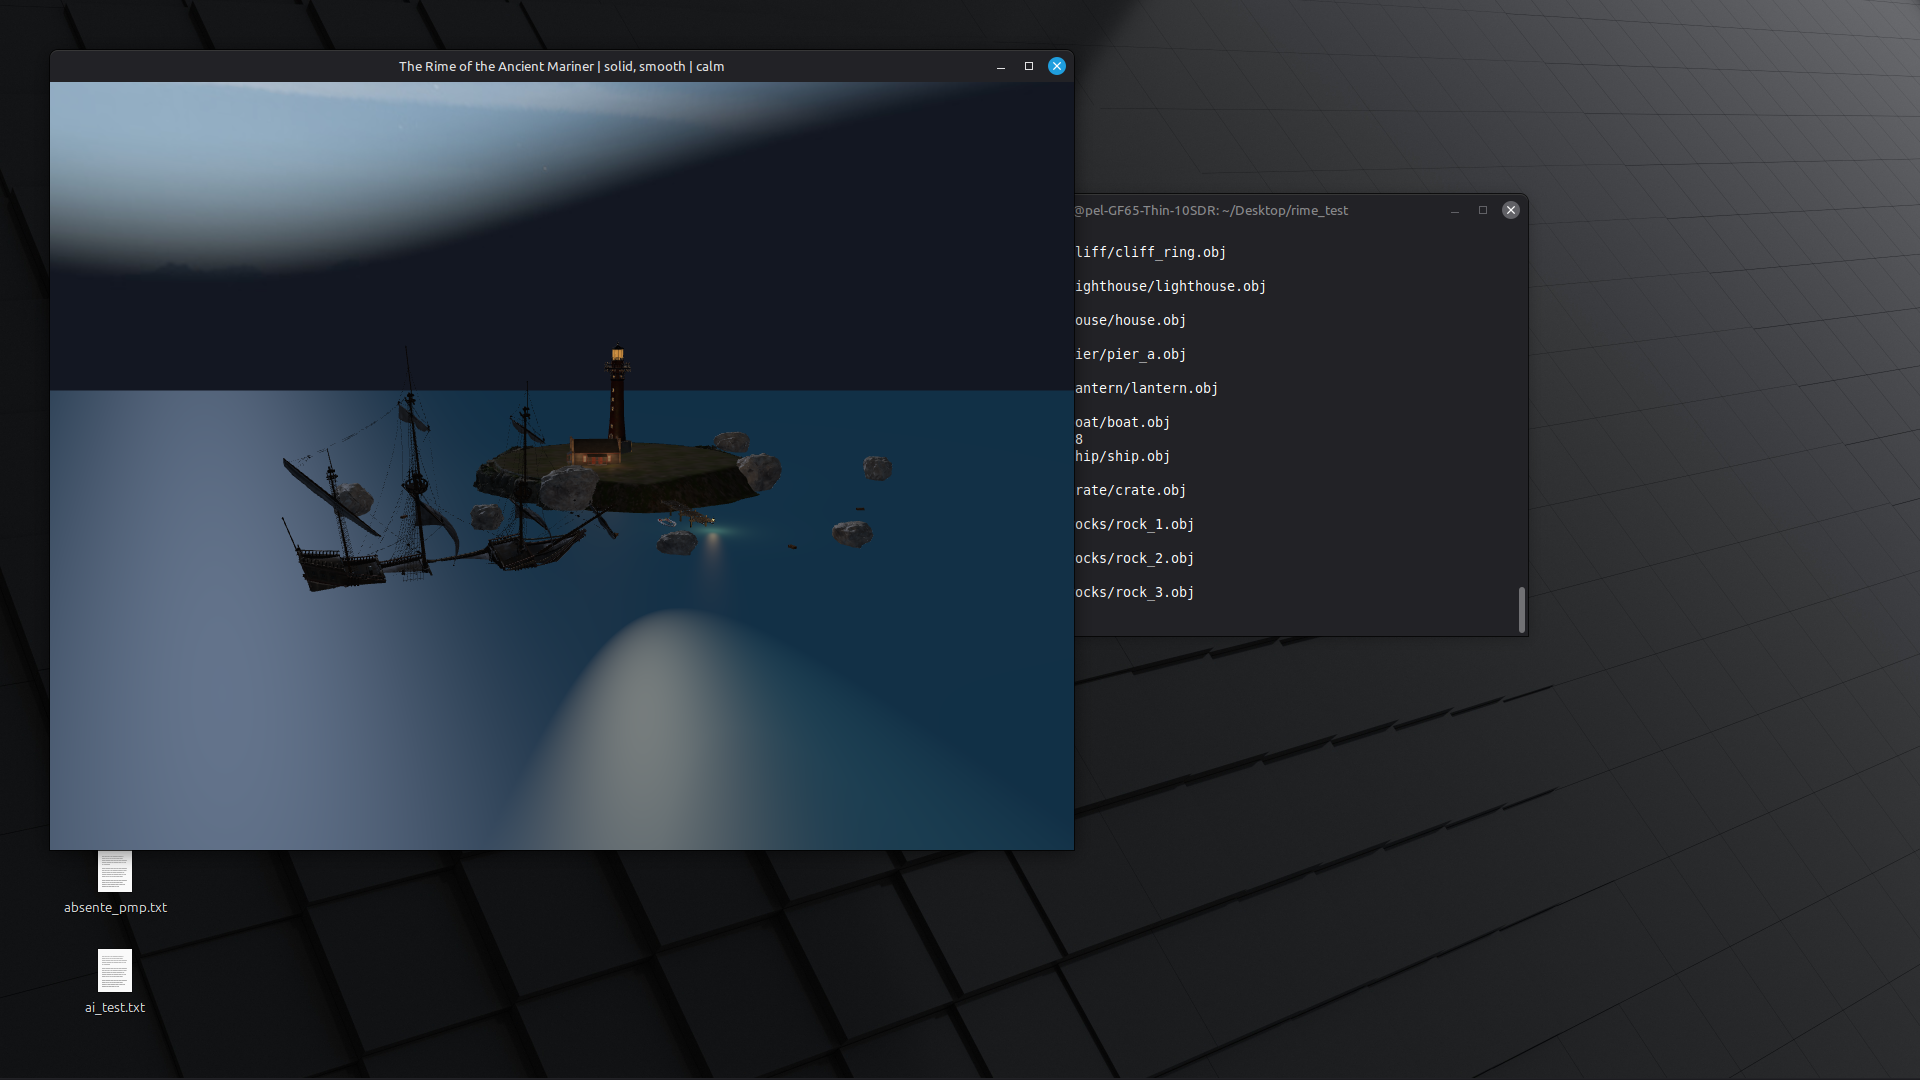 The Rime of the Ancient Mariner | solid, smooth | calm
@pel-GF65-Thin-10SDR: ~/Desktop/rime_test
liff/cliff_ring.obj
ighthouse/lighthouse.obj
ouse/house.obj
ier/pier_a.obj
antern/lantern.obj
oat/boat.obj
8
hip/ship.obj
rate/crate.obj
ocks/rock_1.obj
ocks/rock_2.obj
ocks/rock_3.obj
absente_pmp.txt
ai_test.txt